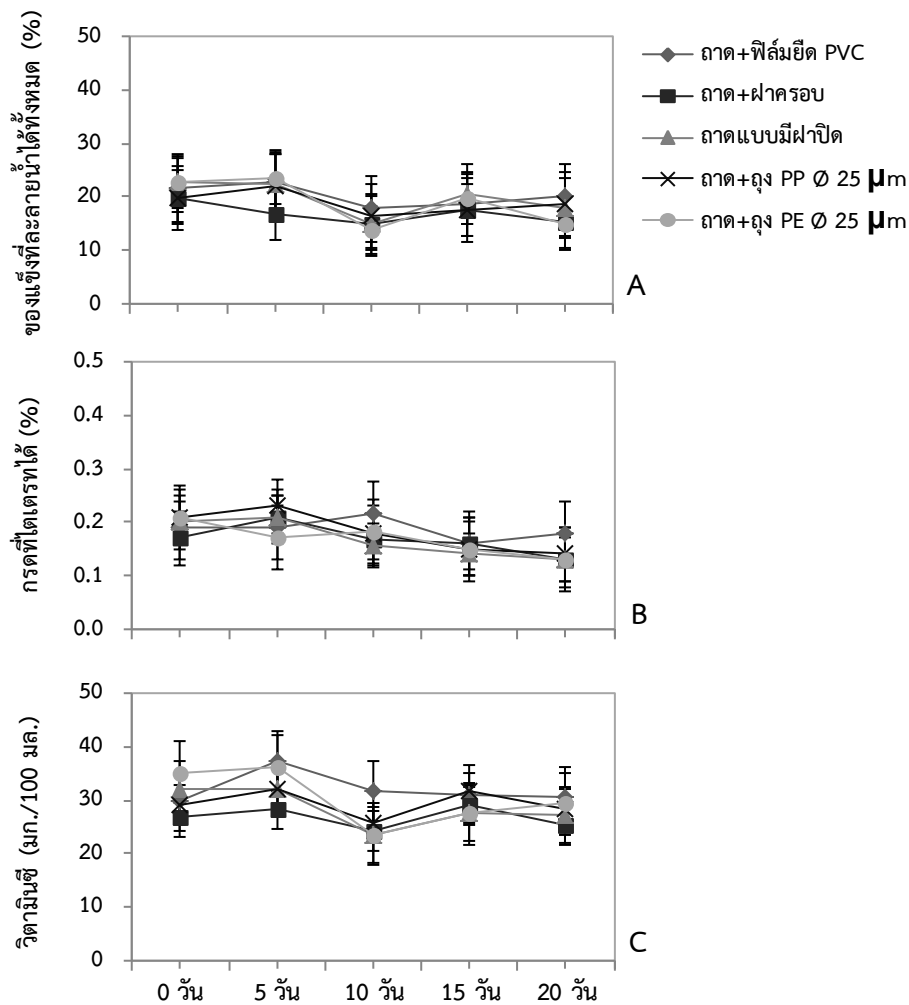 ของแข็งที่ละลายน้ำได้ทั้งหมด (%)
50
40
30
20
10
0
A
ถาด+ฟิล์มยืด PVC
ถาด+ฝาครอบ
ถาดแบบมีฝาปิด
ถาด+ถุง PP Ø 25 μm
ถาด+ถุง PE Ø 25 μm
กรดที่ไตเตรทได้ (%)
0.5
0.4
0.3
0.2
0.1
0.0
B
วิตามินซี (มก./100 มล.)
50
40
30
20
10
0
C
0 วัน
5 วัน
10 วัน
15 วัน
20 วัน